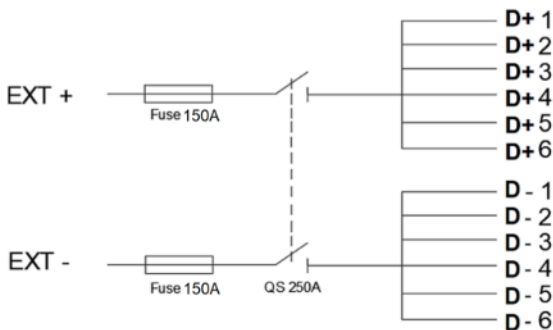 D+ 1
D+ 2
D+ 3
EXT +
D+ 4
Fuse 150A
D+ 5
D+ 6
D - 1
D - 2
D - 3
EXT -
D - 4
Fuse 150A
QS 250A
D - 5
D - 6